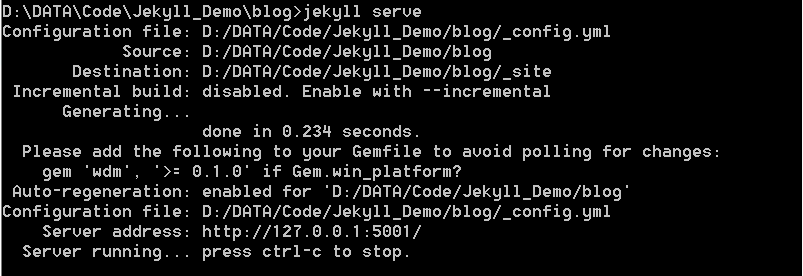 D:\DATA\Code\Jekyll_Demo\blog>jekyll serve
Configuration file: D:/DATA/Code/Jekyll_Demo/blog/_config.yml
Source: D:/DATA/Code/Jekyll_Demo/blog
Destination: D:/DATA/Code/Jekyll_Demo/blog/_site
Incremental build: disabled. Enable with --incremental
Generating...
done in 0.234 seconds.
Please add the following to your Gemfile to avoid polling for changes:
gem 'wdm', '>= 0.1.0' if Gem.win_platform?
Auto-regeneration: enabled for 'D:/DATA/Code/Jekyll_Demo/blog'
Configuration file: D:/DATA/Code/Jekyll_Demo/blog/_config.yml
Server address: http://127.0.0.1:5001/
Server running... press ctrl-c to stop.